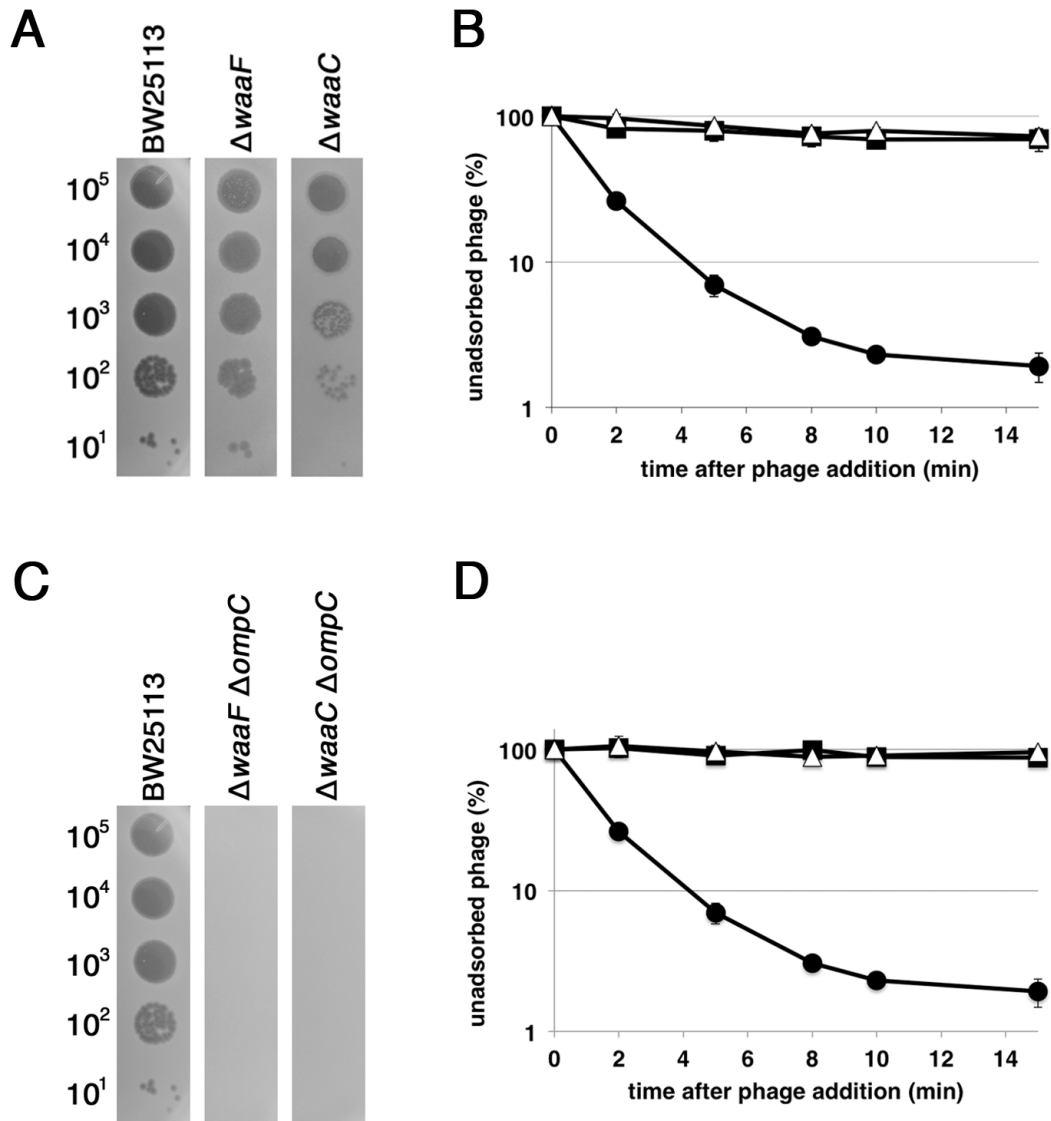 A
BW25113
ΔwaaF
ΔwaaC
10⁵
10⁴
10³
10²
10¹
B
unadsorbed phage (%)
100
10
1
0 2 4 6 8 10 12 14
time after phage addition (min)
C
BW25113
ΔwaaF ΔompC
ΔwaaC ΔompC
10⁵
10⁴
10³
10²
10¹
D
unadsorbed phage (%)
100
10
1
0 2 4 6 8 10 12 14
time after phage addition (min)